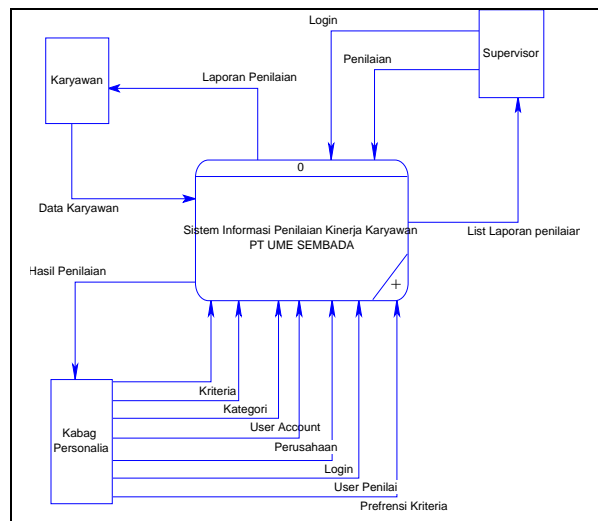 Login
Supervisor
Penilaian
Karyawan
Laporan Penilaian
0
Data Karyawan
Sistem Informasi Penilaian Kinerja Karyawan
PT UME SEMBADA
List Laporan penilaian
+
Hasil Penilaian
Kabag
Personalia
Kriteria
Kategori
User Account
Perusahaan
Login
User Penilai
Prefrensi Kriteria